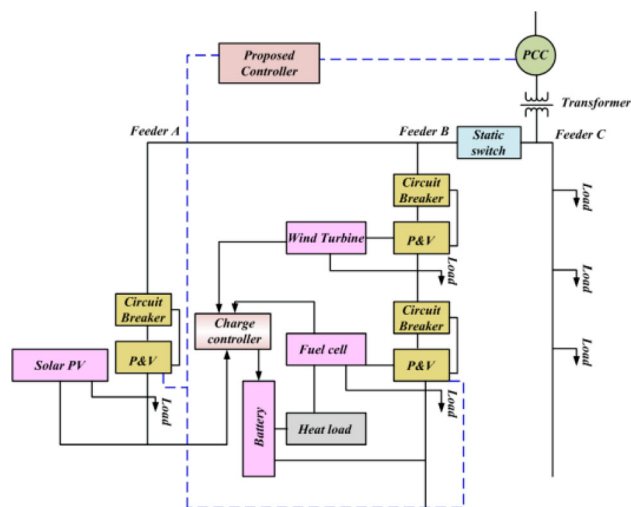 Proposed
Controller
PCC
Transformer
Feeder A
Feeder B
Static
switch
Feeder C
Circuit
Breaker
Load
Wind Turbine
P&V
Load
Load
Circuit
Breaker
Charge
controller
Circuit
Breaker
Fuel cell
Load
Solar PV
P&V
P&V
Load
Battery
Heat load
Load